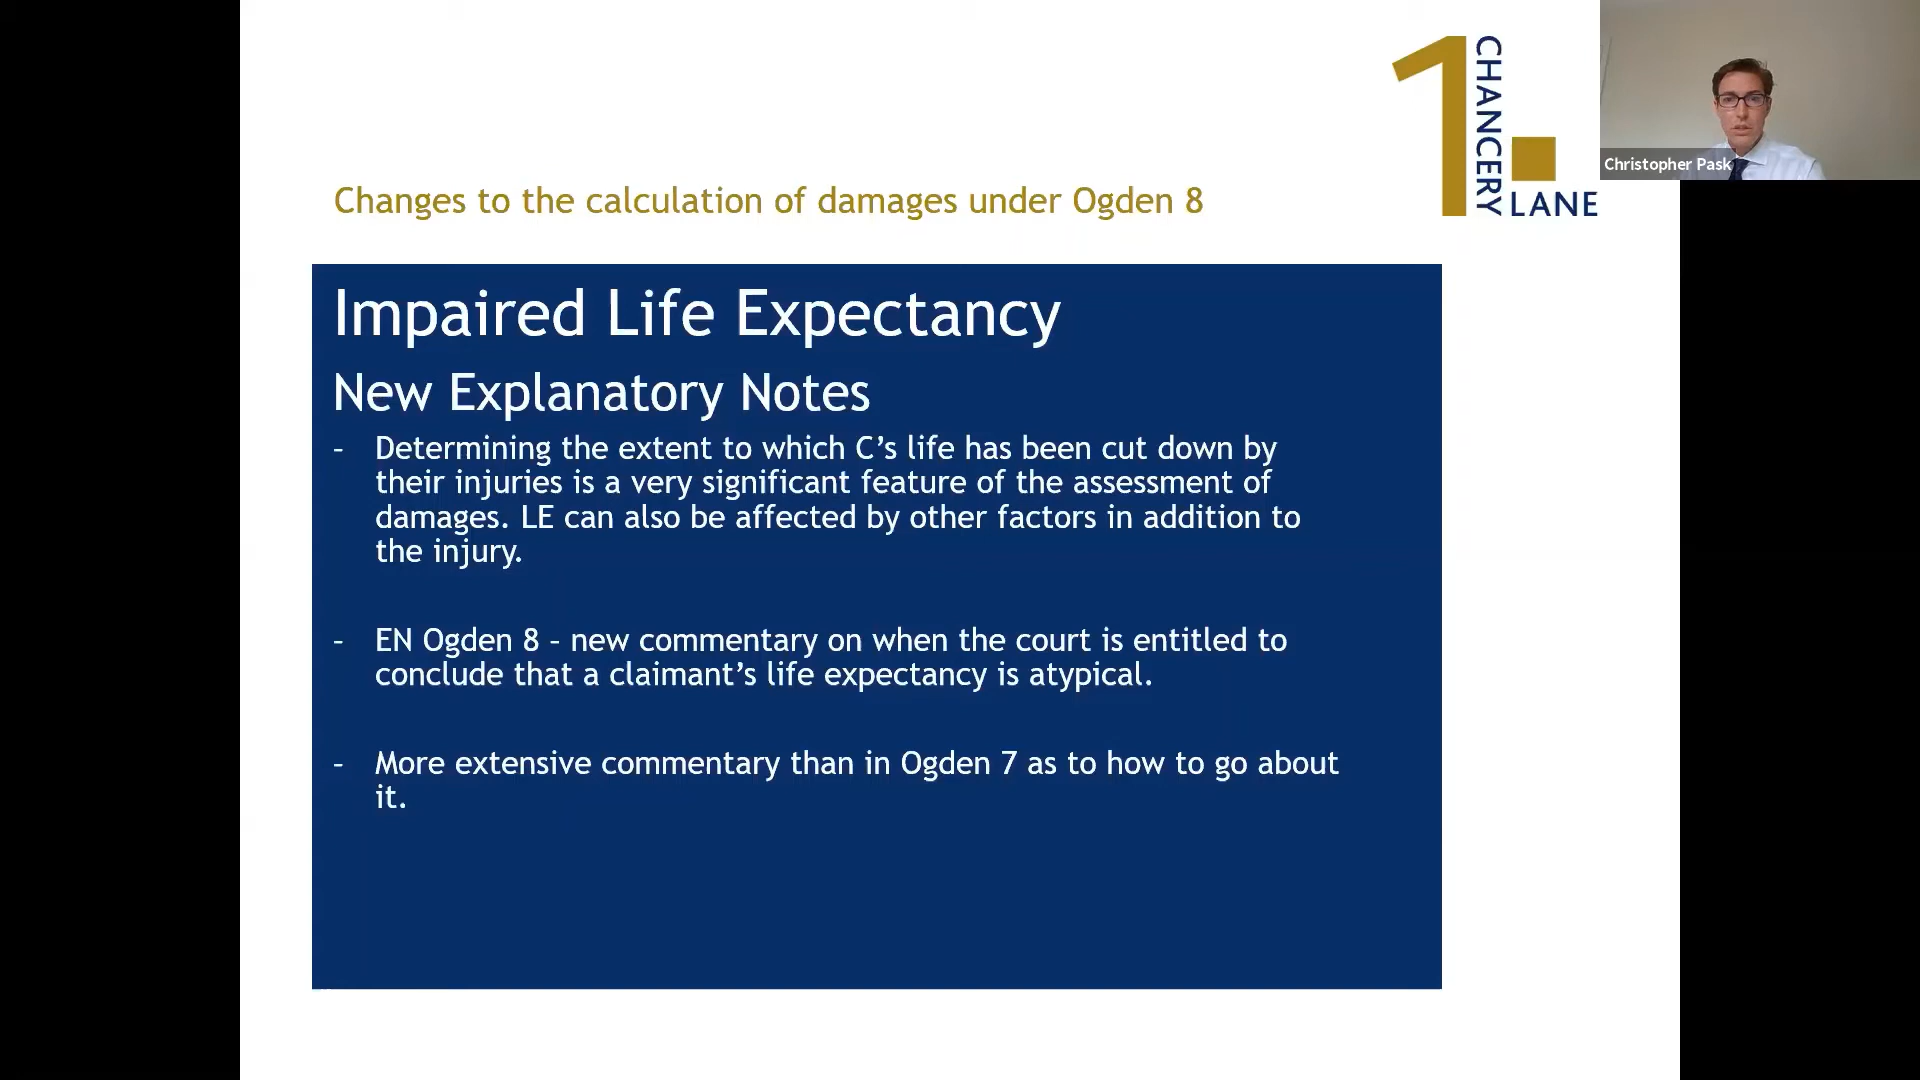 1 CHANCERY LANE
Christopher Pask
Changes to the calculation of damages under Ogden 8
Impaired Life Expectancy
New Explanatory Notes
- Determining the extent to which C’s life has been cut down by
their injuries is a very significant feature of the assessment of
damages. LE can also be affected by other factors in addition to
the injury.
- EN Ogden 8 – new commentary on when the court is entitled to
conclude that a claimant’s life expectancy is atypical.
- More extensive commentary than in Ogden 7 as to how to go about
it.